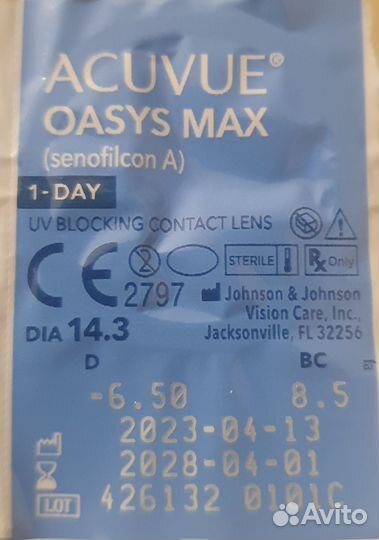 ACUVUE®
OASYS MAX
(senofilcon A)
1-DAY
UV BLOCKING CONTACT LENS
CE 2797 STERILE Rx Only
Johnson & Johnson
Vision Care, Inc.,
Jacksonville, FL 32256
DIA 14.3
D BC
-6.50 8.5
2023-04-13
2028-04-01
LOT 426132 0101C
Avito